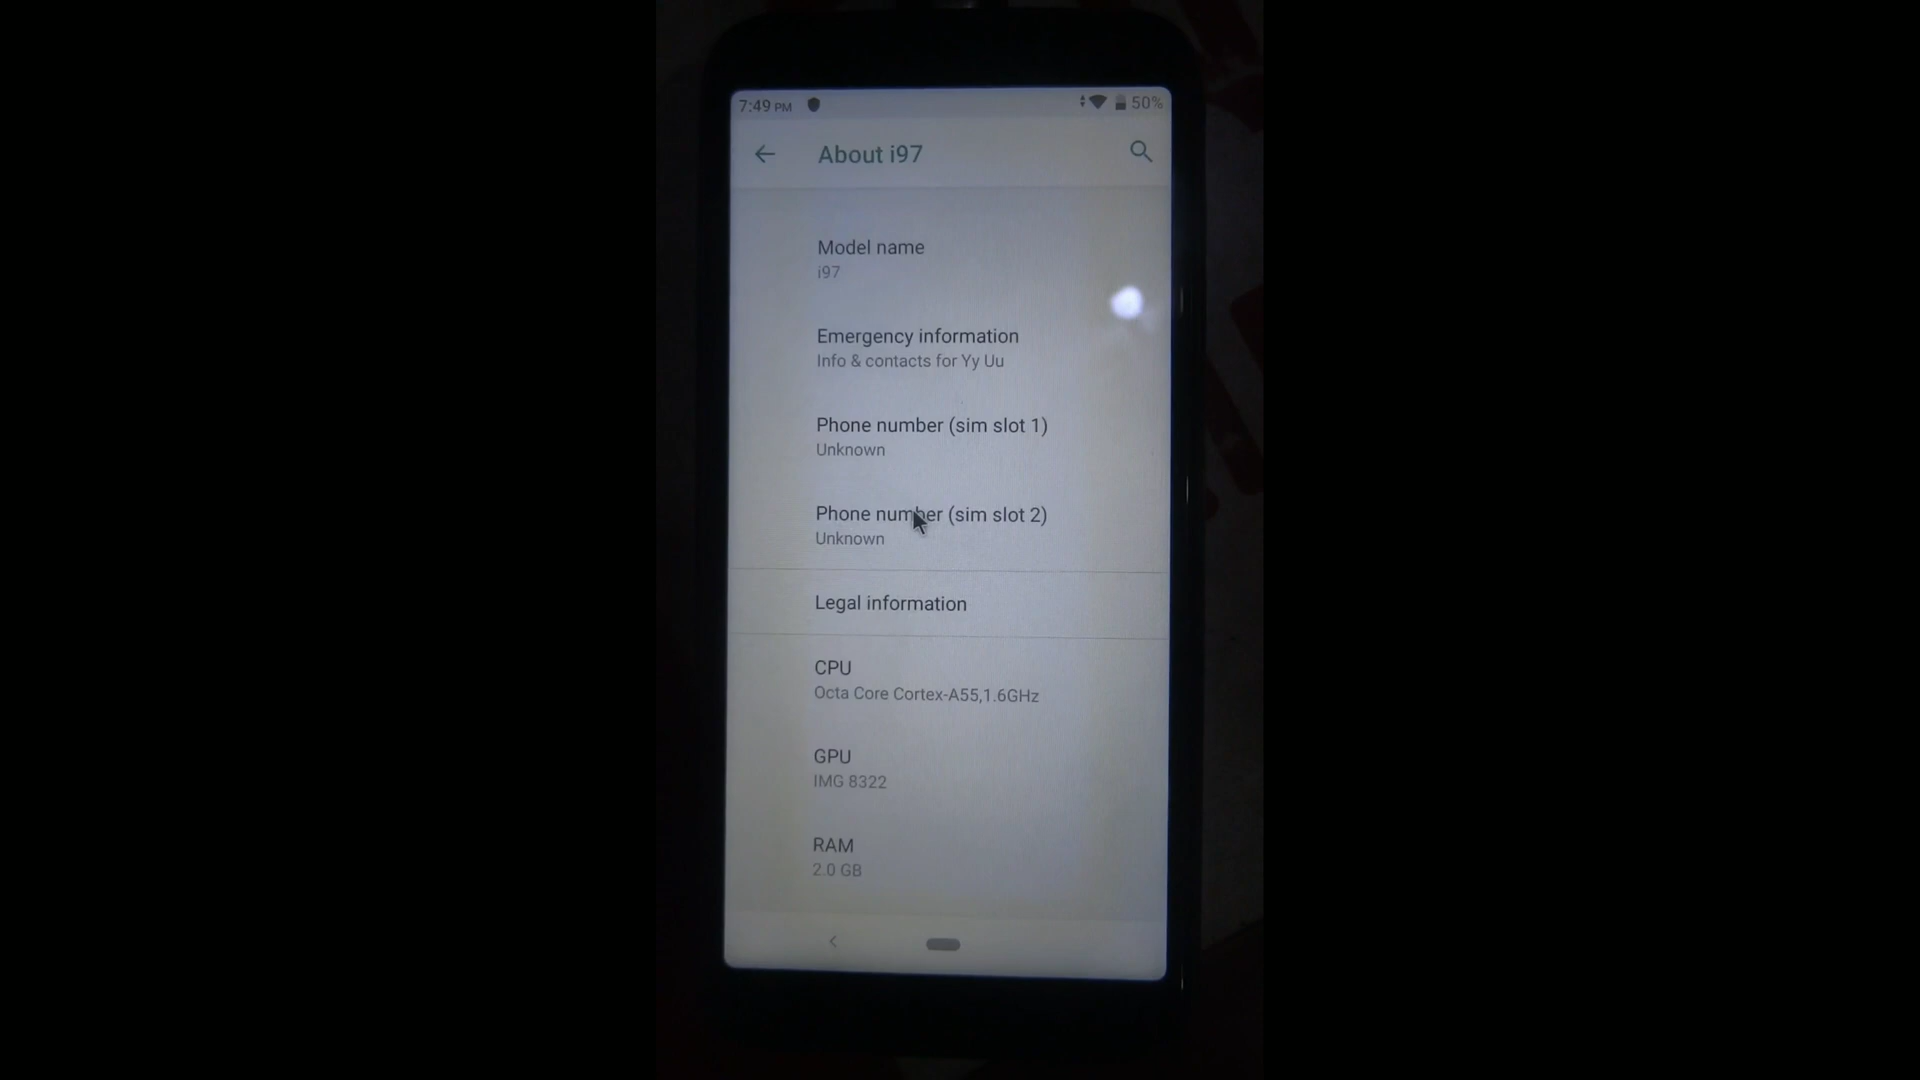 7:49 PM 50%
About i97
Model name
i97
Emergency information
Info & contacts for Yy Uu
Phone number (sim slot 1)
Unknown
Phone number (sim slot 2)
Unknown
Legal information
CPU
Octa Core Cortex-A55,1.6GHz
GPU
IMG 8322
RAM
2.0 GB